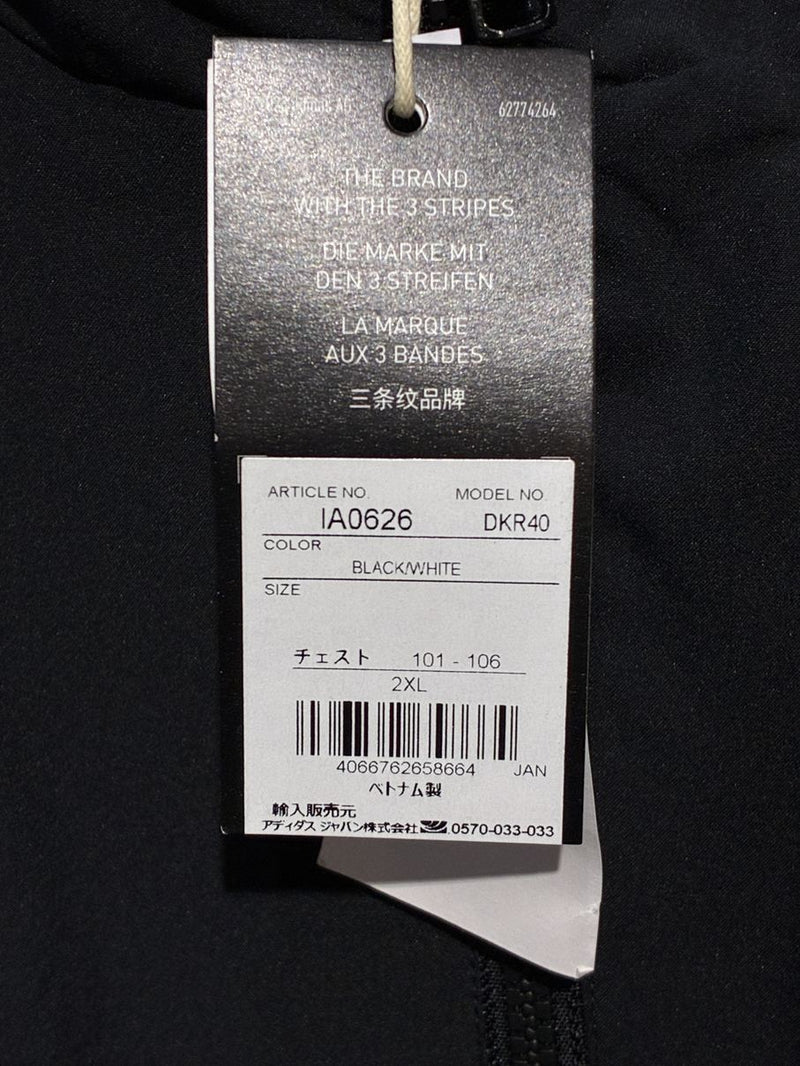 62774264
THE BRAND
WITH THE 3 STRIPES
DIE MARKE MIT
DEN 3 STREIFEN
LA MARQUE
AUX 3 BANDES
三条纹品牌
ARTICLE NO. MODEL NO.
IA0626 DKR40
COLOR
BLACK/WHITE
SIZE
チェスト 101 - 106
2XL
4066762658664 JAN
ベトナム製
輸入販売元
アディダス ジャパン株式会社 0570-033-033